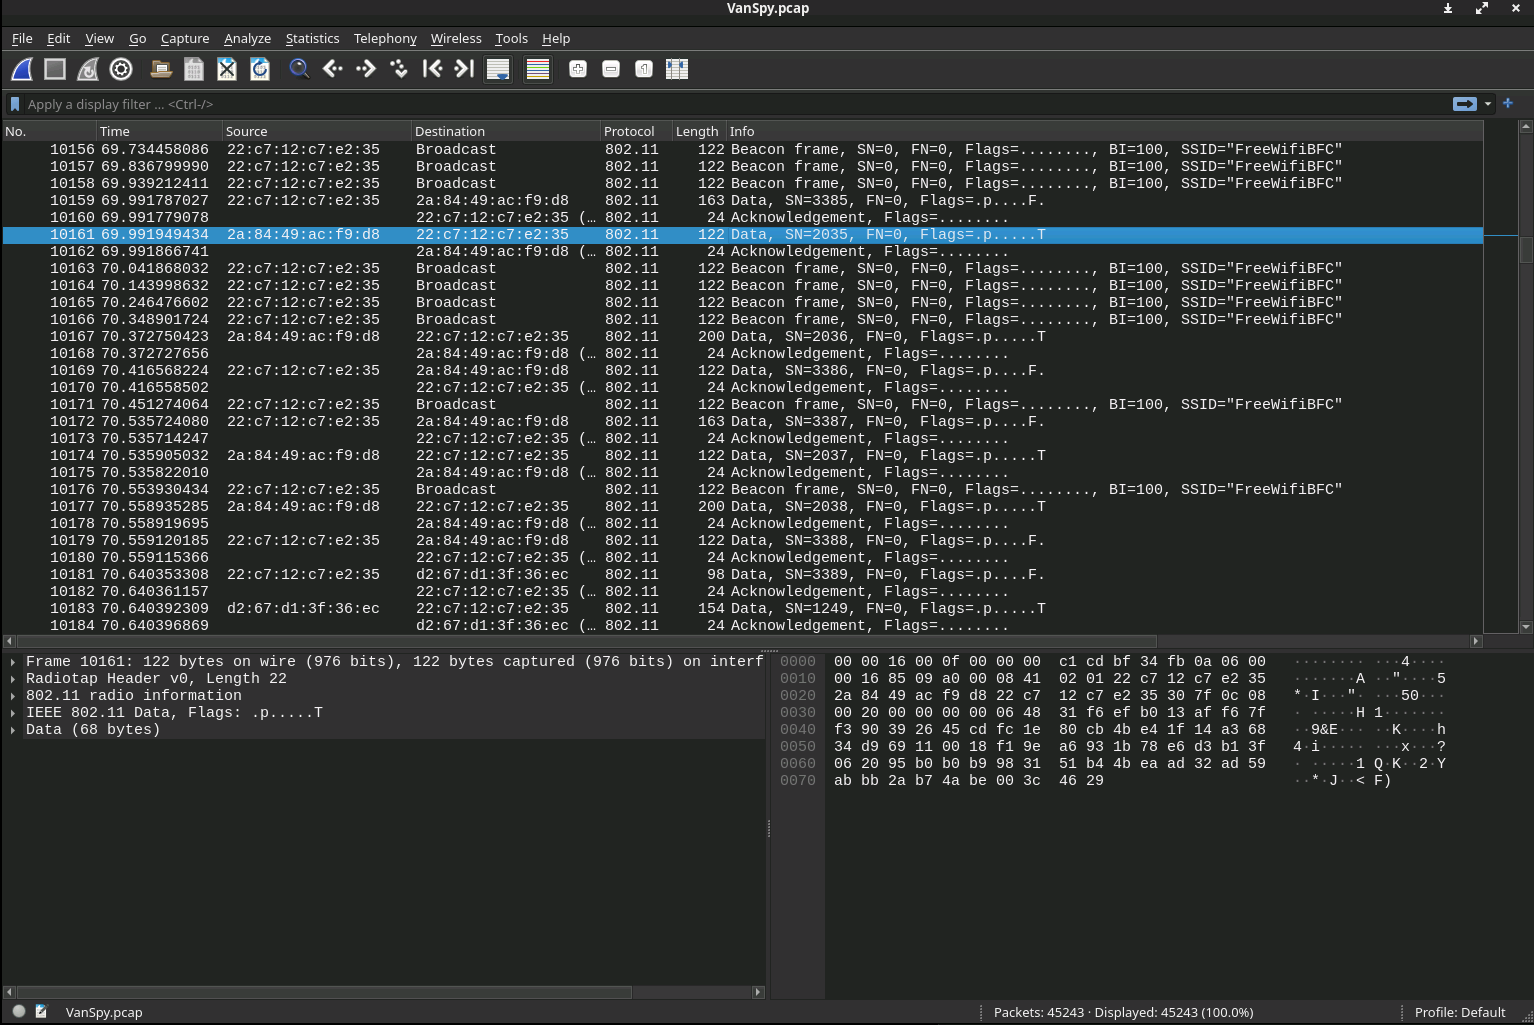 VanSpy.pcap
File Edit View Go Capture Analyze Statistics Telephony Wireless Tools Help
Apply a display filter ... <Ctrl-/>
No. Time Source Destination Protocol Length Info
10156 69.734458086 22:c7:12:c7:e2:35 Broadcast 802.11 122 Beacon frame, SN=0, FN=0, Flags=........, BI=100, SSID="FreeWifiBFC"
10157 69.836799990 22:c7:12:c7:e2:35 Broadcast 802.11 122 Beacon frame, SN=0, FN=0, Flags=........, BI=100, SSID="FreeWifiBFC"
10158 69.939212411 22:c7:12:c7:e2:35 Broadcast 802.11 122 Beacon frame, SN=0, FN=0, Flags=........, BI=100, SSID="FreeWifiBFC"
10159 69.991787027 22:c7:12:c7:e2:35 2a:84:49:ac:f9:d8 802.11 163 Data, SN=3385, FN=0, Flags=.p....F.
10160 69.991779078 22:c7:12:c7:e2:35 (… 802.11 24 Acknowledgement, Flags=........
10161 69.991949434 2a:84:49:ac:f9:d8 22:c7:12:c7:e2:35 802.11 122 Data, SN=2035, FN=0, Flags=.p.....T
10162 69.991866741 2a:84:49:ac:f9:d8 (… 802.11 24 Acknowledgement, Flags=........
10163 70.041868032 22:c7:12:c7:e2:35 Broadcast 802.11 122 Beacon frame, SN=0, FN=0, Flags=........, BI=100, SSID="FreeWifiBFC"
10164 70.143998632 22:c7:12:c7:e2:35 Broadcast 802.11 122 Beacon frame, SN=0, FN=0, Flags=........, BI=100, SSID="FreeWifiBFC"
10165 70.246476602 22:c7:12:c7:e2:35 Broadcast 802.11 122 Beacon frame, SN=0, FN=0, Flags=........, BI=100, SSID="FreeWifiBFC"
10166 70.348901724 22:c7:12:c7:e2:35 Broadcast 802.11 122 Beacon frame, SN=0, FN=0, Flags=........, BI=100, SSID="FreeWifiBFC"
10167 70.372750423 2a:84:49:ac:f9:d8 22:c7:12:c7:e2:35 802.11 200 Data, SN=2036, FN=0, Flags=.p.....T
10168 70.372727656 2a:84:49:ac:f9:d8 (… 802.11 24 Acknowledgement, Flags=........
10169 70.416568224 22:c7:12:c7:e2:35 2a:84:49:ac:f9:d8 802.11 122 Data, SN=3386, FN=0, Flags=.p....F.
10170 70.416558502 22:c7:12:c7:e2:35 (… 802.11 24 Acknowledgement, Flags=........
10171 70.451274064 22:c7:12:c7:e2:35 Broadcast 802.11 122 Beacon frame, SN=0, FN=0, Flags=........, BI=100, SSID="FreeWifiBFC"
10172 70.535724080 22:c7:12:c7:e2:35 2a:84:49:ac:f9:d8 802.11 163 Data, SN=3387, FN=0, Flags=.p....F.
10173 70.535714247 22:c7:12:c7:e2:35 (… 802.11 24 Acknowledgement, Flags=........
10174 70.535905032 2a:84:49:ac:f9:d8 22:c7:12:c7:e2:35 802.11 122 Data, SN=2037, FN=0, Flags=.p.....T
10175 70.535822010 2a:84:49:ac:f9:d8 (… 802.11 24 Acknowledgement, Flags=........
10176 70.553930434 22:c7:12:c7:e2:35 Broadcast 802.11 122 Beacon frame, SN=0, FN=0, Flags=........, BI=100, SSID="FreeWifiBFC"
10177 70.558935285 2a:84:49:ac:f9:d8 22:c7:12:c7:e2:35 802.11 200 Data, SN=2038, FN=0, Flags=.p.....T
10178 70.558919695 2a:84:49:ac:f9:d8 (… 802.11 24 Acknowledgement, Flags=........
10179 70.559120185 22:c7:12:c7:e2:35 2a:84:49:ac:f9:d8 802.11 122 Data, SN=3388, FN=0, Flags=.p....F.
10180 70.559115366 22:c7:12:c7:e2:35 (… 802.11 24 Acknowledgement, Flags=........
10181 70.640353308 22:c7:12:c7:e2:35 d2:67:d1:3f:36:ec 802.11 98 Data, SN=3389, FN=0, Flags=.p....F.
10182 70.640361157 22:c7:12:c7:e2:35 (… 802.11 24 Acknowledgement, Flags=........
10183 70.640392309 d2:67:d1:3f:36:ec 22:c7:12:c7:e2:35 802.11 154 Data, SN=1249, FN=0, Flags=.p.....T
10184 70.640396869 d2:67:d1:3f:36:ec (… 802.11 24 Acknowledgement, Flags=........
Frame 10161: 122 bytes on wire (976 bits), 122 bytes captured (976 bits) on interf
Radiotap Header v0, Length 22
802.11 radio information
IEEE 802.11 Data, Flags: .p.....T
Data (68 bytes)
0000 00 00 16 00 0f 00 00 00 c1 cd bf 34 fb 0a 06 00 ········ ···4····
0010 00 16 85 09 a0 00 08 41 02 01 22 c7 12 c7 e2 35 ·······A ··"····5
0020 2a 84 49 ac f9 d8 22 c7 12 c7 e2 35 30 7f 0c 08 *·I···"· ···50···
0030 00 20 00 00 00 00 06 48 31 f6 ef b0 13 af f6 7f · ·····H 1·······
0040 f3 90 39 26 45 cd fc 1e 80 cb 4b e4 1f 14 a3 68 ··9&E··· ··K····h
0050 34 d9 69 11 00 18 f1 9e a6 93 1b 78 e6 d3 b1 3f 4·i····· ···x···?
0060 06 20 95 b0 b0 b9 98 31 51 b4 4b ea ad 32 ad 59 · ·····1 Q·K··2·Y
0070 ab bb 2a b7 4a be 00 3c 46 29 ··*·J··< F)
VanSpy.pcap Packets: 45243 · Displayed: 45243 (100.0%) Profile: Default